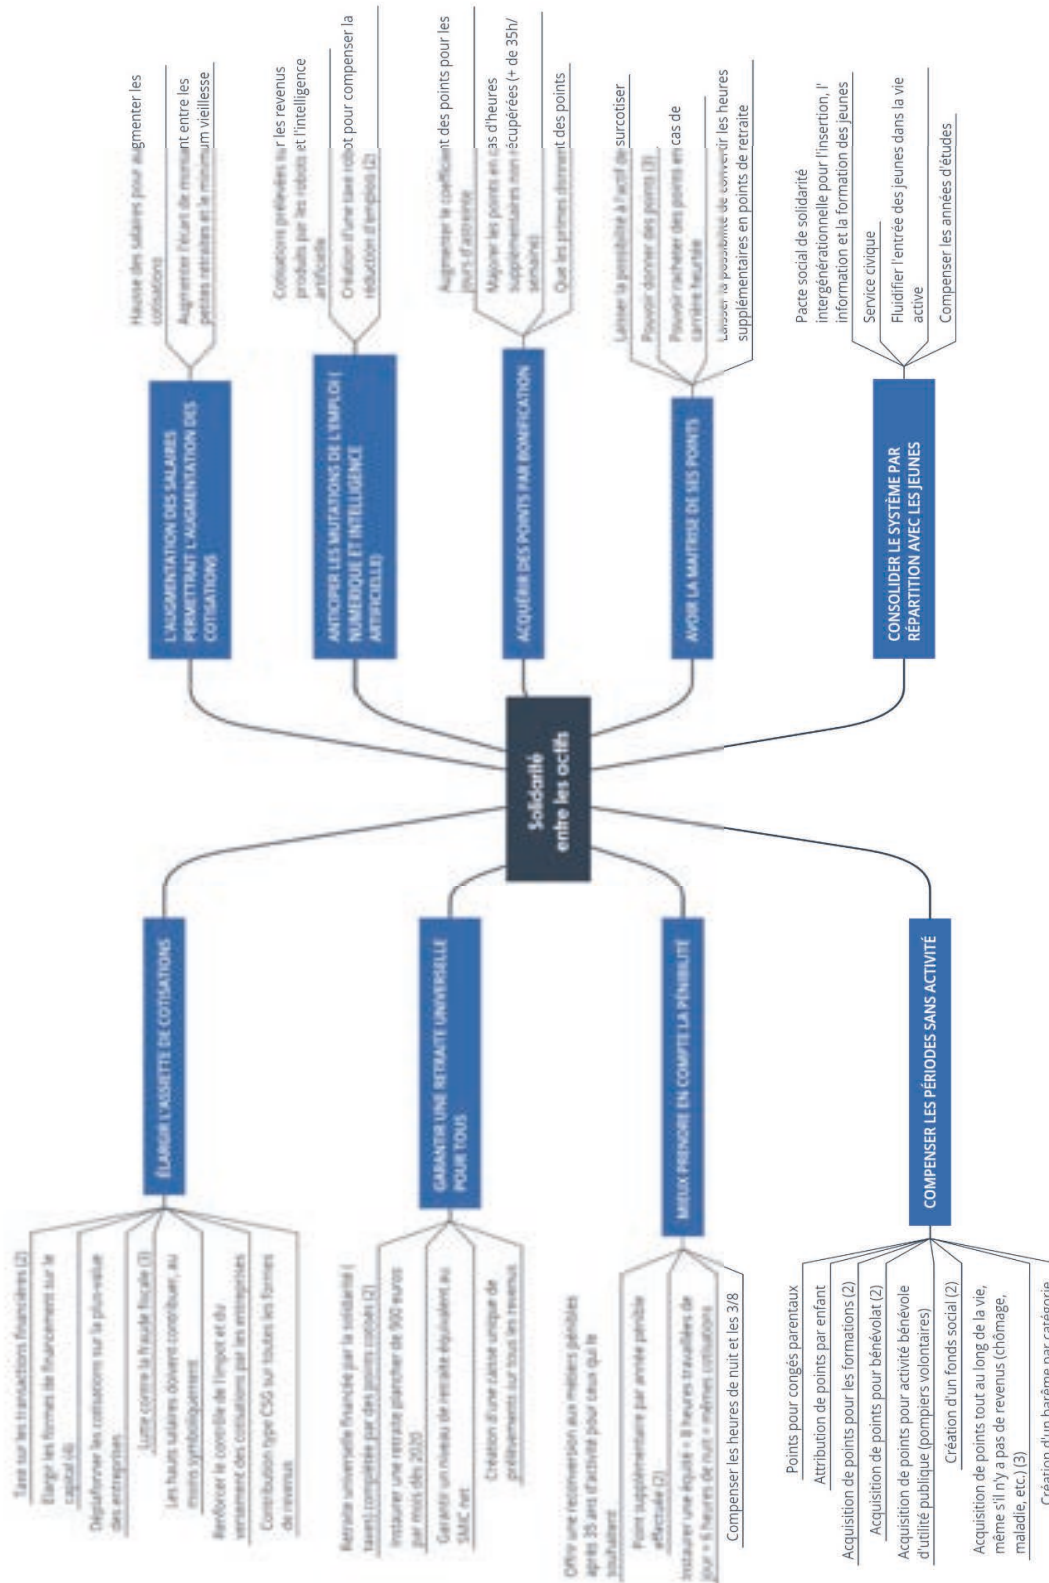 Solidarité
entre les actifs
ÉLARGIR L'ASSIETTE DE COTISATIONS
Taxe sur les transactions financières (2)
Elargir les formes de financement sur le
capital (4)
Déplafonner les cotisations sur la plus-value
des entreprises
Lutte contre la fraude fiscale (3)
Les hauts salaires doivent contribuer, au
moins symboliquement
Renforcer le contrôle de l'impot et du
versement des cotisations par les entreprises
Contribution type CSG sur toutes les formes
de revenus
GARANTIR UNE RETRAITE UNIVERSELLE
POUR TOUS
Retraite universelle financée par la solidarité (
taxes) complétée par des points cotisés (2)
Instaurer une retraite plancher de 900 euros
par mois dès 2020
Garantir un niveau de retraite équivalent, au
SMIC net
Création d'une caisse unique de
prélèvements sur tous les revenus
MIEUX PRENDRE EN COMPTE LA PÉNIBILITÉ
Offrir une reconversion aux métiers pénibles
après 35 ans d'activité pour ceux qui le
souhaitent
Point supplémentaire par année pénible
effectuée (2)
Instaurer une équité = 8 heures travaillées de
jour = 6 heures de nuit = mêmes cotisations
Compenser les heures de nuit et les 3/8
COMPENSER LES PÉRIODES SANS ACTIVITÉ
Points pour congés parentaux
Attribution de points par enfant
Acquisition de points pour les formations (2)
Acquisition de points pour bénévolat (2)
Acquisition de points pour activité bénévole
d'utilité publique (pompiers volontaires)
Création d'un fonds social (2)
Acquisition de points tout au long de la vie,
même s'il n'y a pas de revenus (chômage,
maladie, etc.) (3)
Création d'un barème par catégorie
L'AUGMENTATION DES SALAIRES
PERMETTRAIT L'AUGMENTATION DES
COTISATIONS
Hausse des salaires pour augmenter les
cotisations
Augmenter l'écart de montant entre les
petites retraites et le minimum vieillesse
ANTICIPER LES MUTATIONS DE L'EMPLOI (
NUMERIQUE ET INTELLIGENCE
ARTIFICIELLE)
Cotisations prélevées sur les revenus
produits par les robots et l'intelligence
artificielle
Création d'une taxe robot pour compenser la
réduction d'emplois (2)
ACQUÉRIR DES POINTS PAR BONIFICATION
Augmenter le coefficient des points pour les
jours d'astreinte
Majorer les points en cas d'heures
supplémentaires non récupérées (+ de 35h/
semaine)
Que les primes donnent des points
AVOIR LA MAITRISE DE SES POINTS
Laisser la possibilité à l'actif de surcotiser
Pouvoir donner des points (3)
Pouvoir racheter des points en cas de
carrière heurtée
Laisser la possibilité de convertir les heures
supplémentaires en points de retraite
CONSOLIDER LE SYSTÈME PAR
RÉPARTITION AVEC LES JEUNES
Pacte social de solidarité
intergénérationnelle pour l'insertion, l'
information et la formation des jeunes
Service civique
Fluidifier l'entrée des jeunes dans la vie
active
Compenser les années d'études